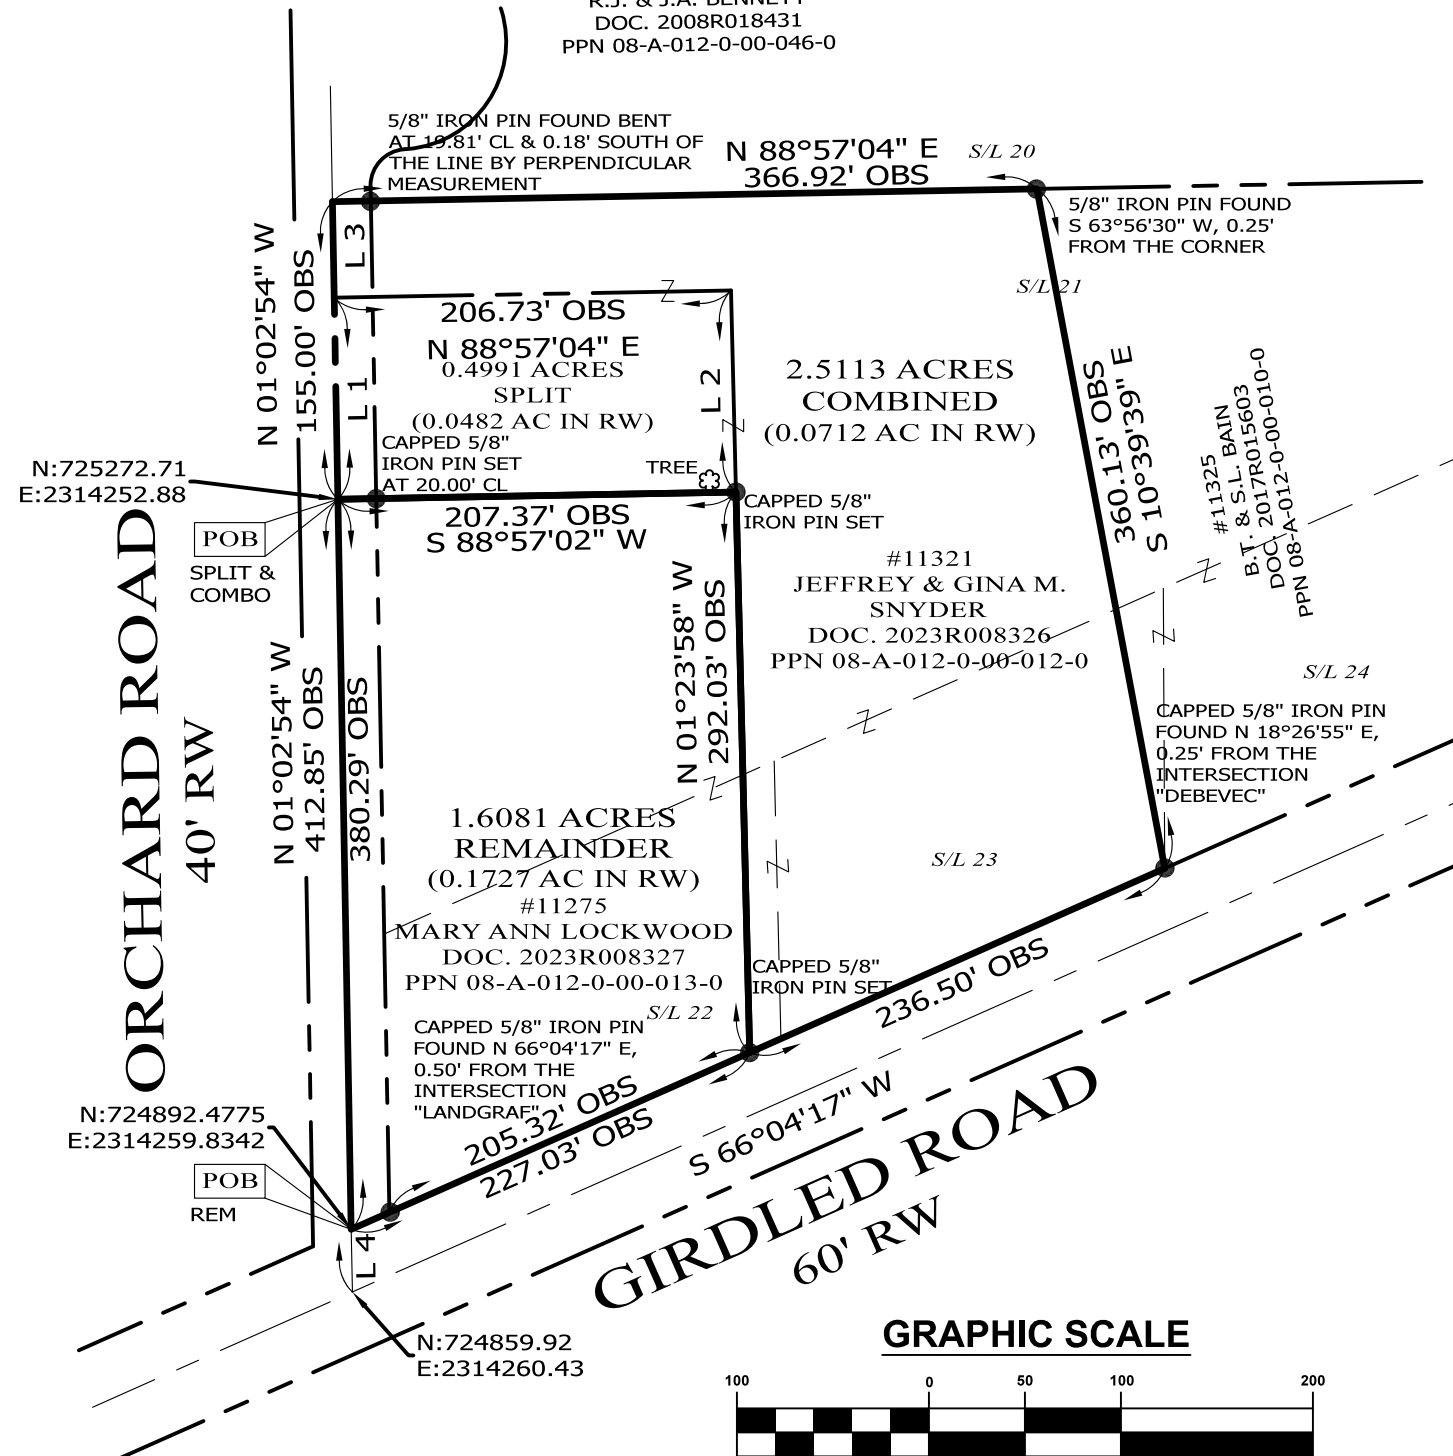 DOC. 2008R018431
PPN 08-A-012-0-00-046-0
5/8" IRON PIN FOUND BENT
AT 19.81' CL & 0.18' SOUTH OF
THE LINE BY PERPENDICULAR
MEASUREMENT
N 88°57'04" E
366.92' OBS
S/L 20
5/8" IRON PIN FOUND
S 63°56'30" W, 0.25'
FROM THE CORNER
S/L 21
N 01°02'54" W
155.00' OBS
L 3
206.73' OBS
N 88°57'04" E
0.4991 ACRES
SPLIT
(0.0482 AC IN RW)
L 1
L 2
2.5113 ACRES
COMBINED
(0.0712 AC IN RW)
360.13' OBS
S 10°39'39" E
#11325
B.T. & S.L. BAIN
DOC. 2017R015603
PPN 08-A-012-0-00-010-0
CAPPED 5/8"
IRON PIN SET
AT 20.00' CL
TREE
N:725272.71
E:2314252.88
CAPPED 5/8"
IRON PIN SET
207.37' OBS
S 88°57'02" W
POB
SPLIT &
COMBO
#11321
JEFFREY & GINA M.
SNYDER
DOC. 2023R008326
PPN 08-A-012-0-00-012-0
N 01°23'58" W
292.03' OBS
ORCHARD ROAD
40' RW
N 01°02'54" W
412.85' OBS
380.29' OBS
S/L 24
CAPPED 5/8" IRON PIN
FOUND N 18°26'55" E,
0.25' FROM THE
INTERSECTION
"DEBEVEC"
1.6081 ACRES
REMAINDER
(0.1727 AC IN RW)
#11275
MARY ANN LOCKWOOD
DOC. 2023R008327
PPN 08-A-012-0-00-013-0
S/L 23
S/L 22
CAPPED 5/8"
IRON PIN SET
236.50' OBS
CAPPED 5/8" IRON PIN
FOUND N 66°04'17" E,
0.50' FROM THE
INTERSECTION
"LANDGRAF"
205.32' OBS
227.03' OBS
S 66°04'17" W
N:724892.4775
E:2314259.8342
POB
REM
L 4
GIRDLED ROAD
60' RW
N:724859.92
E:2314260.43
GRAPHIC SCALE
100 0 50 100 200